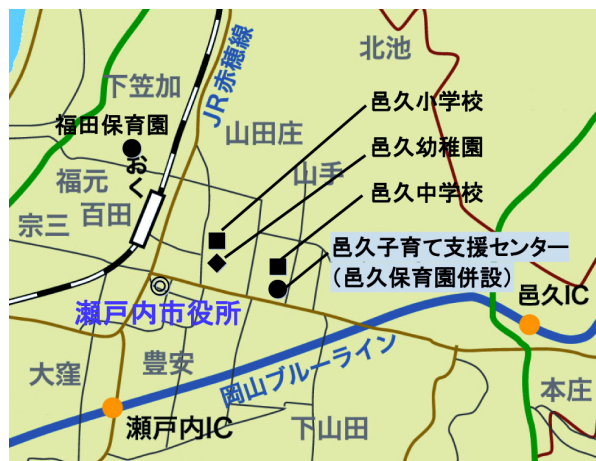 北池
下笠加
JR赤穂線
邑久小学校
福田保育園
山田庄
邑久幼稚園
おく
山手
福元
邑久中学校
百田
宗三
邑久子育て支援センター
（邑久保育園併設）
瀬戸内市役所
邑久IC
豊安
大窪
岡山ブルーライン
本庄
瀬戸内IC
下山田